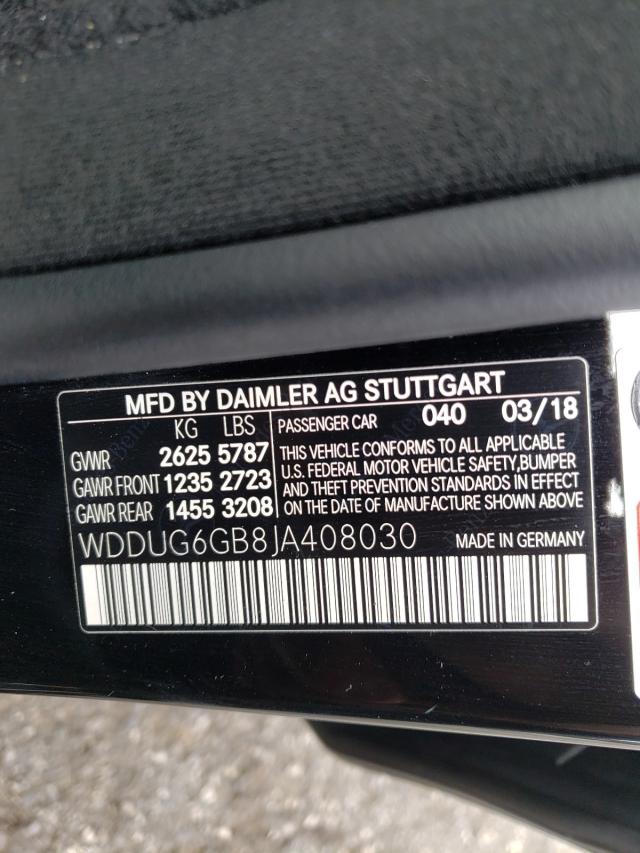 MFD BY DAIMLER AG STUTTGART
KG LBS
GVWR 2625 5787
GAWR FRONT 1235 2723
GAWR REAR 1455 3208
PASSENGER CAR 040 03/18
THIS VEHICLE CONFORMS TO ALL APPLICABLE
U.S. FEDERAL MOTOR VEHICLE SAFETY,BUMPER
AND THEFT PREVENTION STANDARDS IN EFFECT
ON THE DATE OF MANUFACTURE SHOWN ABOVE
WDDUG6GB8JA408030 MADE IN GERMANY